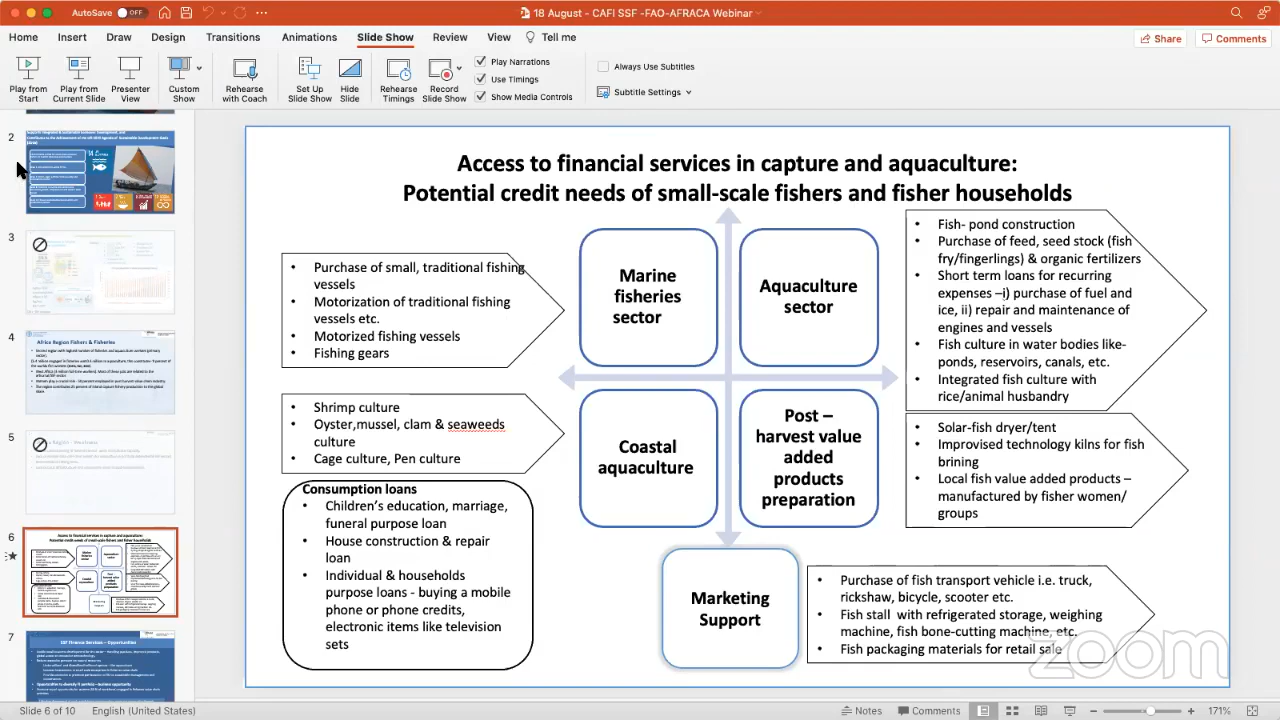 AutoSave OFF
18 August - CAFI SSF -FAO-AFRACA Webinar
Home Insert Draw Design Transitions Animations Slide Show Review View Tell me
Share Comments
Play from Start
Play from Current Slide
Presenter View
Custom Show
Rehearse with Coach
Set Up Slide Show
Hide Slide
Rehearse Timings
Record Slide Show
Play Narrations
Use Timings
Show Media Controls
Always Use Subtitles
Subtitle Settings
2
3
4
Africa Region Fishers & Fisheries
5
6
7
SSF Finance Services – Opportunities
Access to financial services in capture and aquaculture:
Potential credit needs of small-scale fishers and fisher households
• Purchase of small, traditional fishing
vessels
• Motorization of traditional fishing
vessels etc.
• Motorized fishing vessels
• Fishing gears
Marine
fisheries
sector
Aquaculture
sector
• Fish- pond construction
• Purchase of feed, seed stock (fish
fry/fingerlings) & organic fertilizers
• Short term loans for recurring
expenses –i) purchase of fuel and
ice, ii) repair and maintenance of
engines and vessels
• Fish culture in water bodies like-
ponds, reservoirs, canals, etc.
• Integrated fish culture with
rice/animal husbandry
• Shrimp culture
• Oyster,mussel, clam & seaweeds
culture
• Cage culture, Pen culture
Coastal
aquaculture
Post –
harvest value
added
products
preparation
• Solar-fish dryer/tent
• Improvised technology kilns for fish
brining
• Local fish value added products –
manufactured by fisher women/
groups
Consumption loans
• Children's education, marriage,
funeral purpose loan
• House construction & repair
loan
• Individual & households
purpose loans - buying a mobile
phone or phone credits,
electronic items like television
sets
Marketing
Support
• Purchase of fish transport vehicle i.e. truck,
rickshaw, bicycle, scooter etc.
• Fish stall with refrigerated storage, weighing
machine, fish bone-cutting machine, etc.
• Fish packaging materials for retail sale
zoom
Slide 6 of 10 English (United States)
Notes Comments 171%